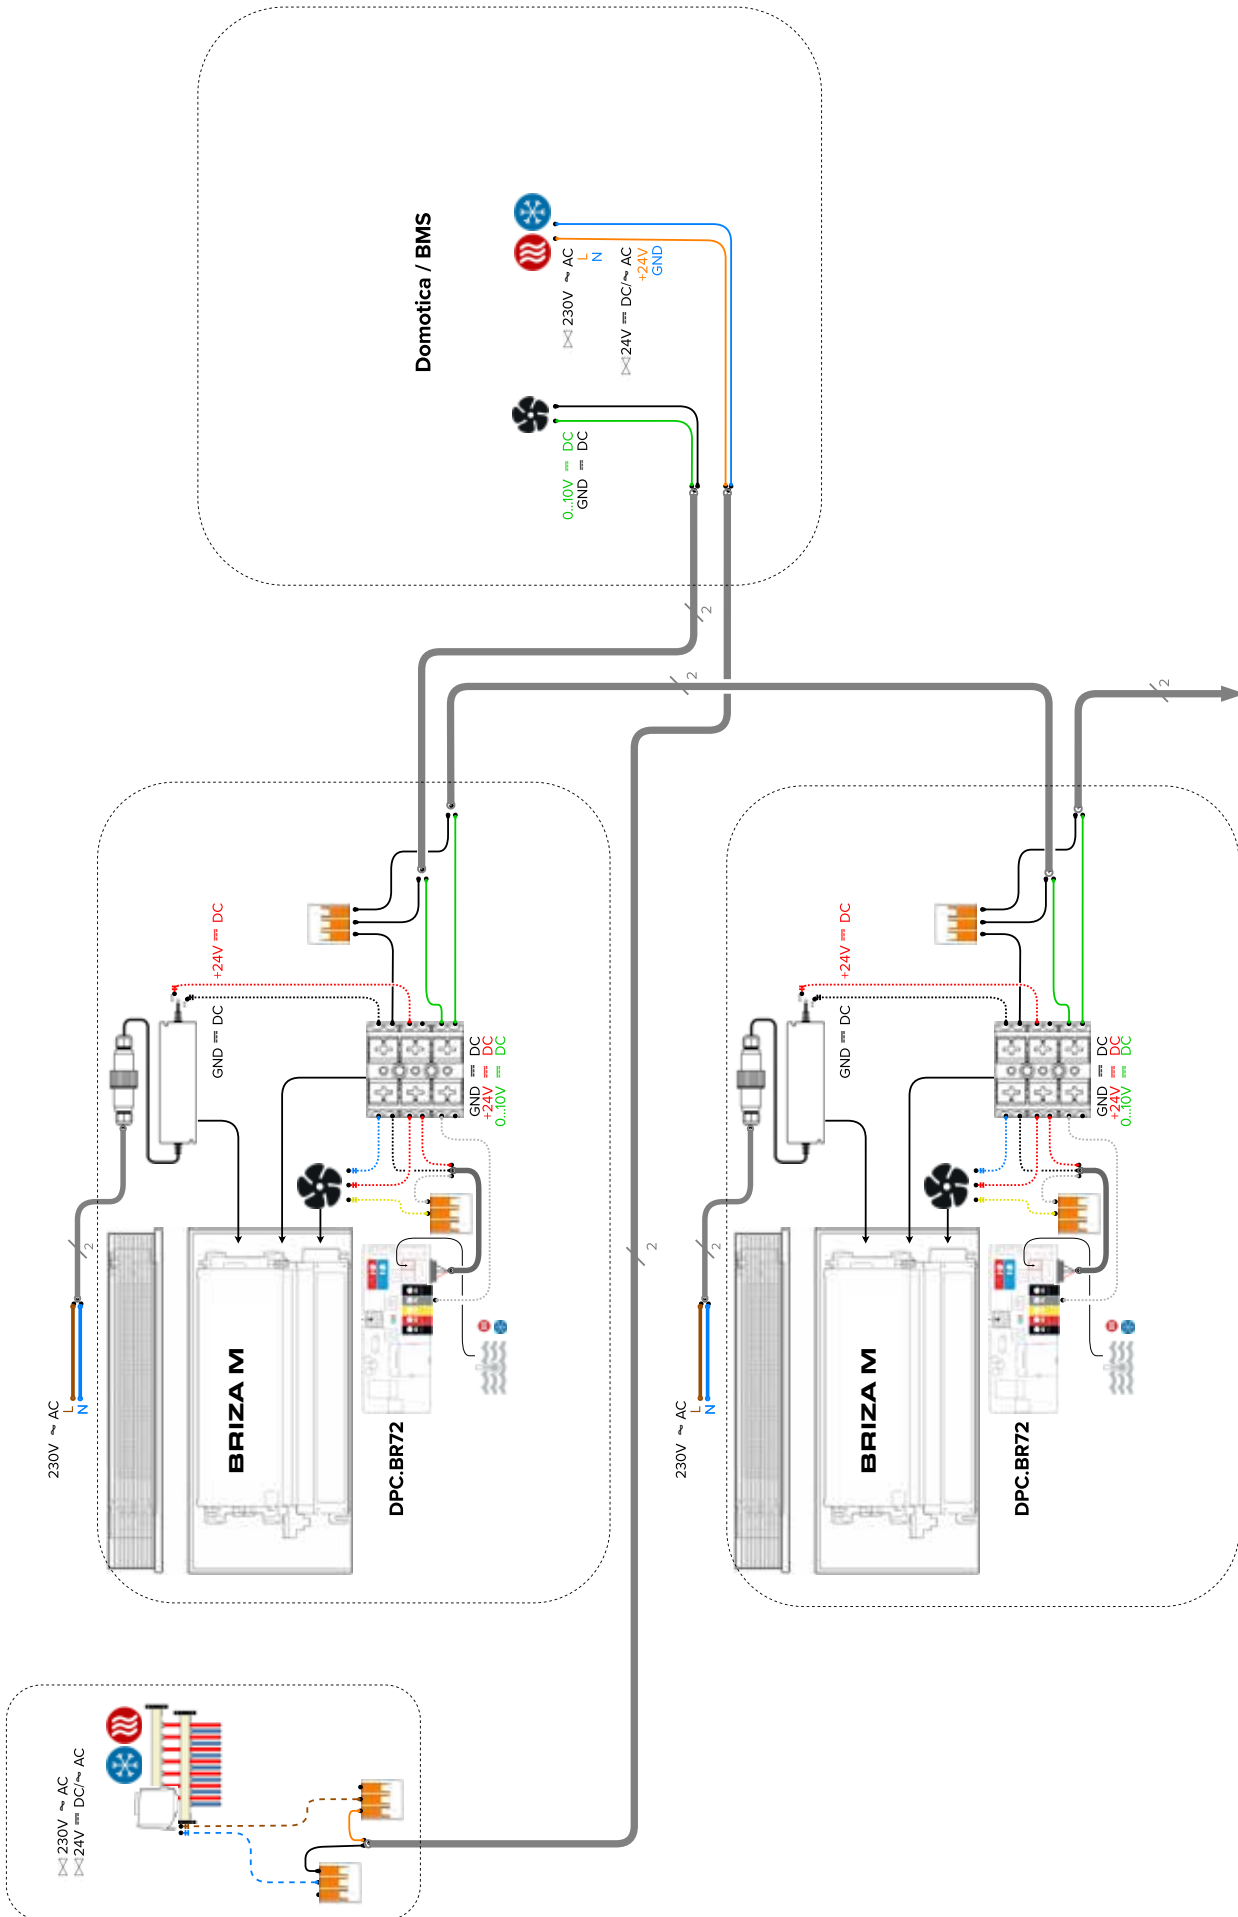 Domotica / BMS
230V ~ AC
L
N
24V ⎓ DC/~ AC
+24V
GND
0...10V ⎓ DC
GND ⎓ DC
2
2
2
2
+24V ⎓ DC
GND ⎓ DC
GND ⎓ DC
+24V ⎓ DC
0...10V ⎓ DC
2
230V ~ AC
L
N
BRIZA M
DPC.BR72
+24V ⎓ DC
GND ⎓ DC
GND ⎓ DC
+24V ⎓ DC
0...10V ⎓ DC
2
230V ~ AC
L
N
BRIZA M
DPC.BR72
230V ~ AC
24V ⎓ DC/~ AC